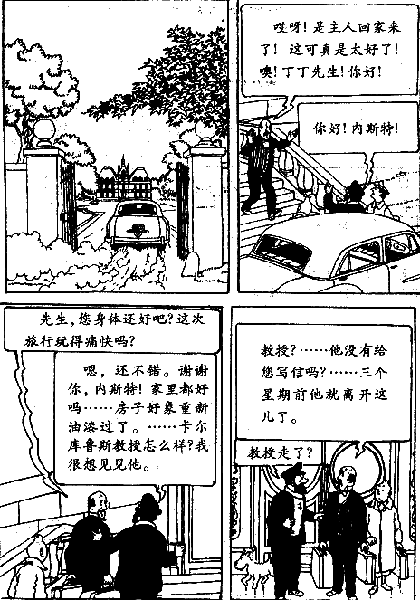 哎呀！是主人回家来
了！这可真是太好了！
噢！丁丁先生！你好！
你好！内斯特！
先生，您身体还好吧？这次
旅行玩得痛快吗？
嗯，还不错。谢谢
你，内斯特！家里都好
吗……房子好象重新
油漆过了。……卡尔
库鲁斯教授怎么样？我
很想见见他。
教授？……他没有给
您写信吗？……三个
星期前他就离开这
儿了。
教授走了？